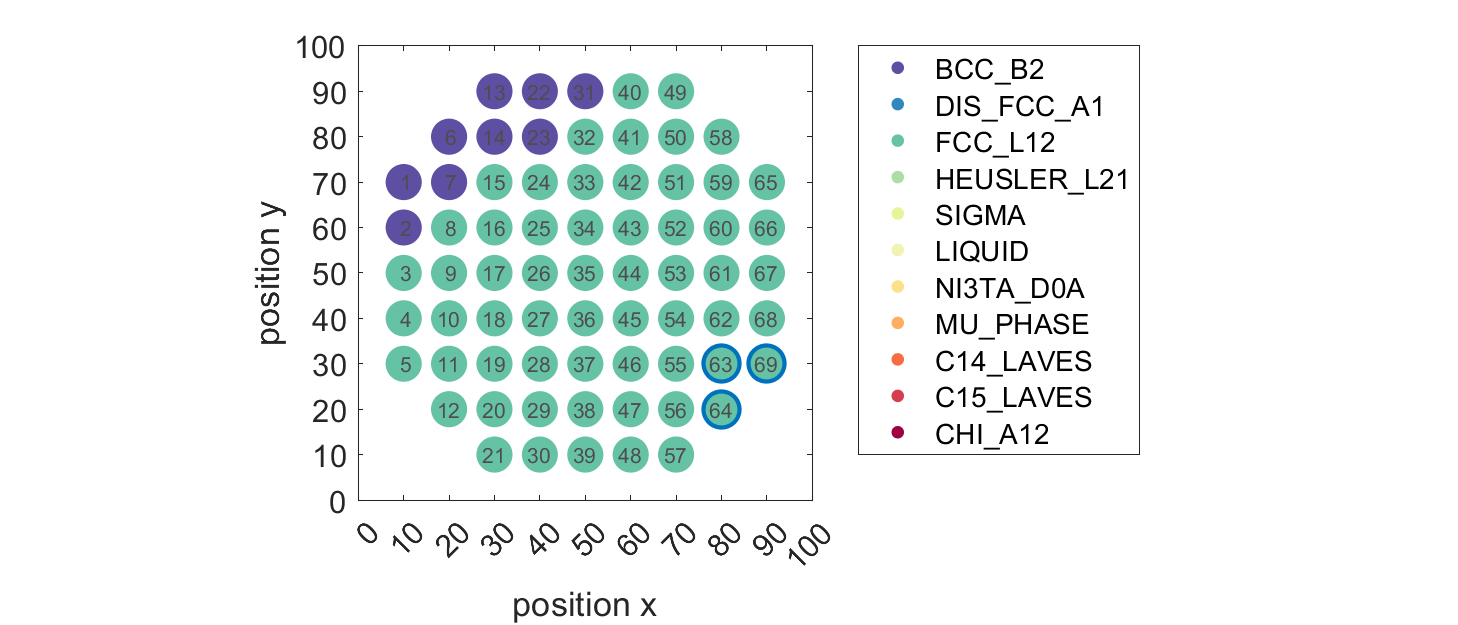 100
90
80
70
60
50
40
30
20
10
0
position y
13 22 31 40 49
6 14 23 32 41 50 58
1 7 15 24 33 42 51 59 65
2 8 16 25 34 43 52 60 66
3 9 17 26 35 44 53 61 67
4 10 18 27 36 45 54 62 68
5 11 19 28 37 46 55 63 69
12 20 29 38 47 56 64
21 30 39 48 57
0 10 20 30 40 50 60 70 80 90 100
position x
BCC_B2
DIS_FCC_A1
FCC_L12
HEUSLER_L21
SIGMA
LIQUID
NI3TA_D0A
MU_PHASE
C14_LAVES
C15_LAVES
CHI_A12